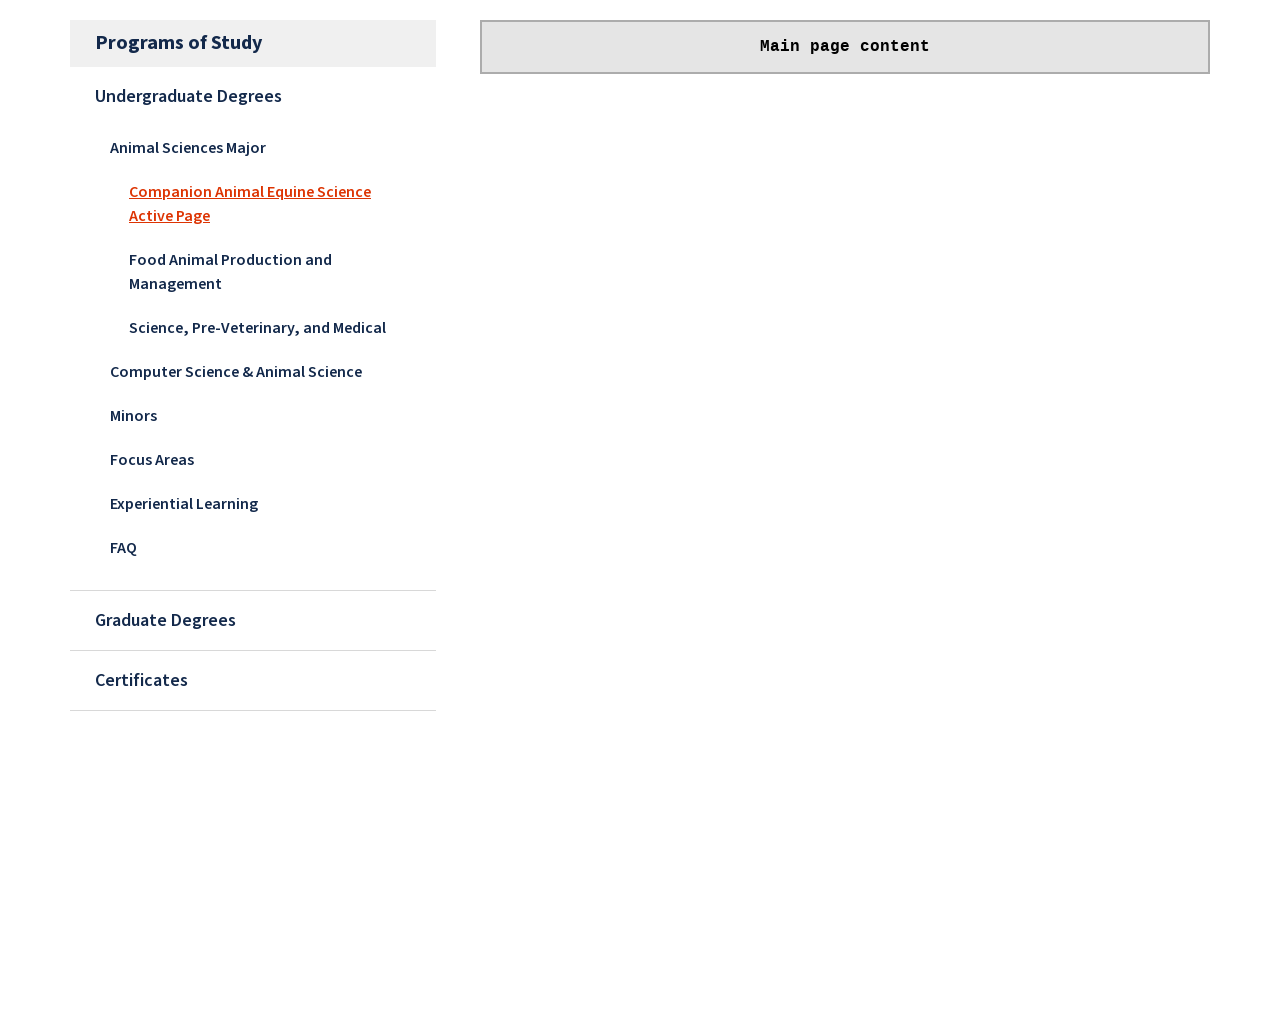 Programs of Study
Undergraduate Degrees
Animal Sciences Major
Companion Animal Equine Science
Active Page
Food Animal Production and
Management
Science, Pre-Veterinary, and Medical
Computer Science & Animal Science
Minors
Focus Areas
Experiential Learning
FAQ
Graduate Degrees
Certificates
Main page content